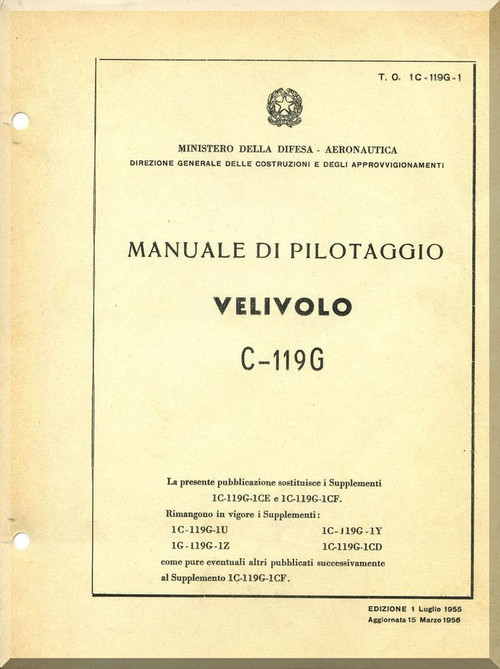 T. O. 1C-119G-1
MINISTERO DELLA DIFESA - AERONAUTICA
DIREZIONE GENERALE DELLE COSTRUZIONI E DEGLI APPROVVIGIONAMENTI
MANUALE DI PILOTAGGIO
VELIVOLO
C-119G
La presente pubblicazione sostituisce i Supplementi
1C-119G-1CE e 1C-119G-1CF.
Rimangono in vigore i Supplementi:
1C-119G-1U 1C-119G-1Y
1G-119G-1Z 1C-119G-1CD
come pure eventuali altri pubblicati successivamente
al Supplemento 1C-119G-1CF.
EDIZIONE 1 Luglio 1955
Aggiornata 15 Marzo 1956